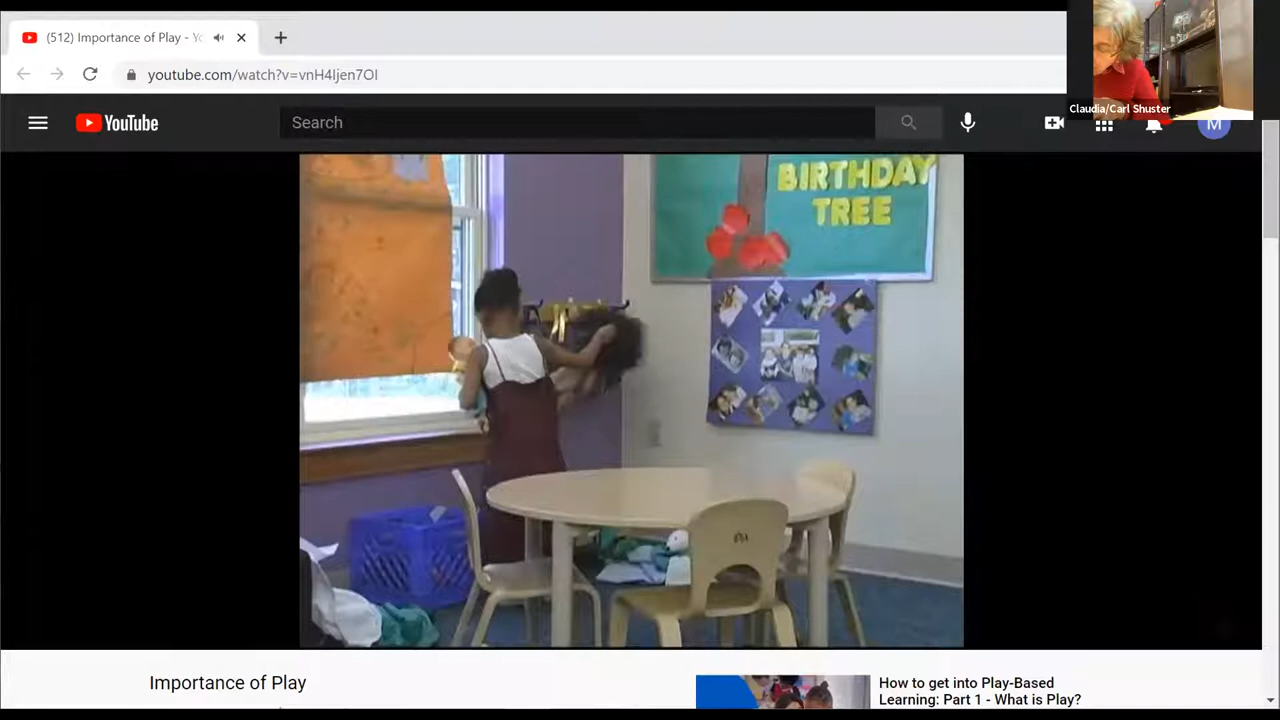 (512) Importance of Play - Yo
youtube.com/watch?v=vnH4Ijen7OI
Claudia/Carl Shuster
YouTube
Search
M
BIRTHDAY
TREE
Importance of Play
How to get into Play-Based
Learning: Part 1 - What is Play?